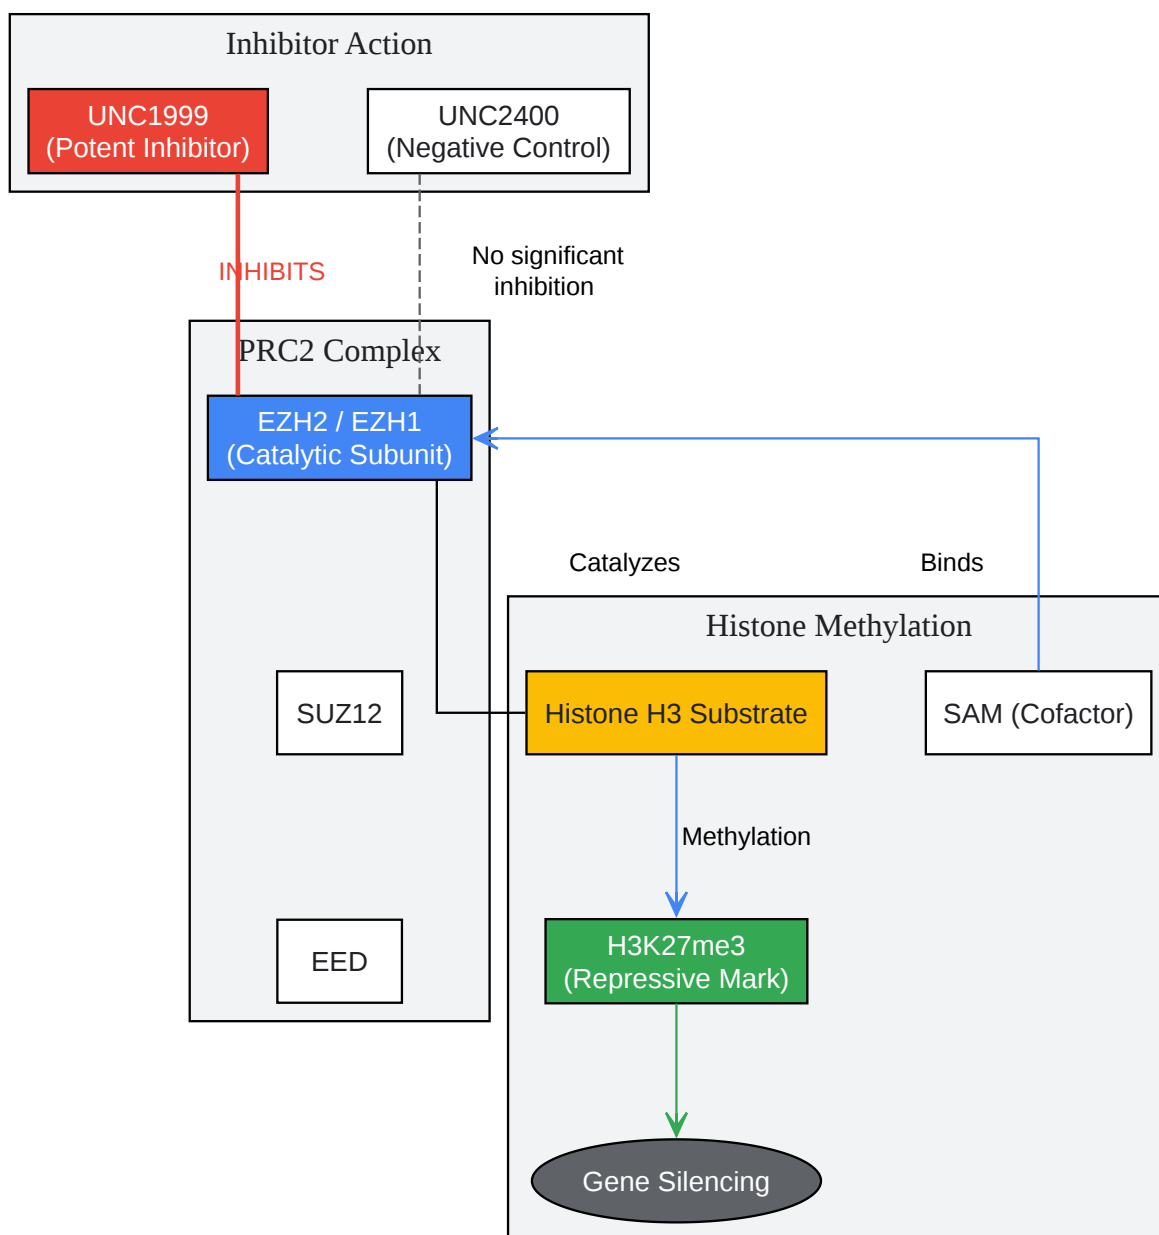 Inhibitor Action
UNC1999
(Potent Inhibitor)
UNC2400
(Negative Control)
INHIBITS
No significant
inhibition
PRC2 Complex
EZH2 / EZH1
(Catalytic Subunit)
Catalyzes
Binds
Histone Methylation
SUZ12
Histone H3 Substrate
SAM (Cofactor)
Methylation
EED
H3K27me3
(Repressive Mark)
Gene Silencing